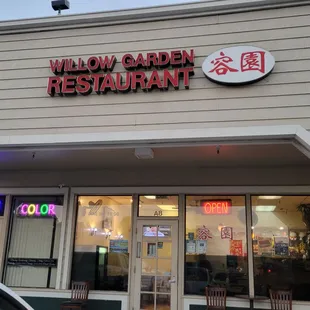 WILLOW GARDEN
RESTAURANT
容園
A8
COLOR
OPEN
容園